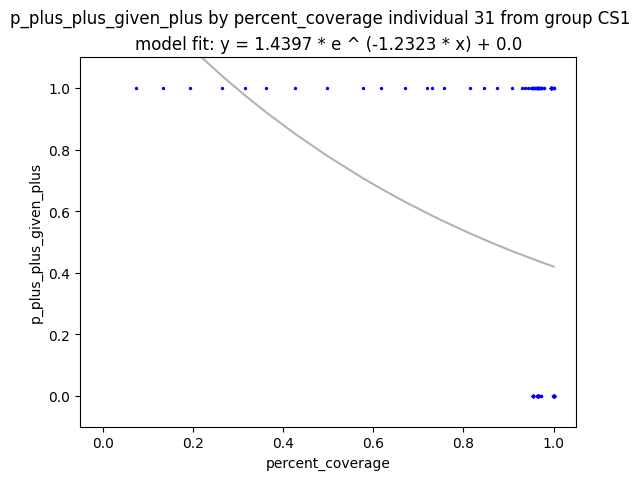 p_plus_plus_given_plus by percent_coverage individual 31 from group CS1
model fit: y = 1.4397 * e ^ (-1.2323 * x) + 0.0
1.0
0.8
0.6
0.4
0.2
0.0
p_plus_plus_given_plus
0.0 0.2 0.4 0.6 0.8 1.0
percent_coverage